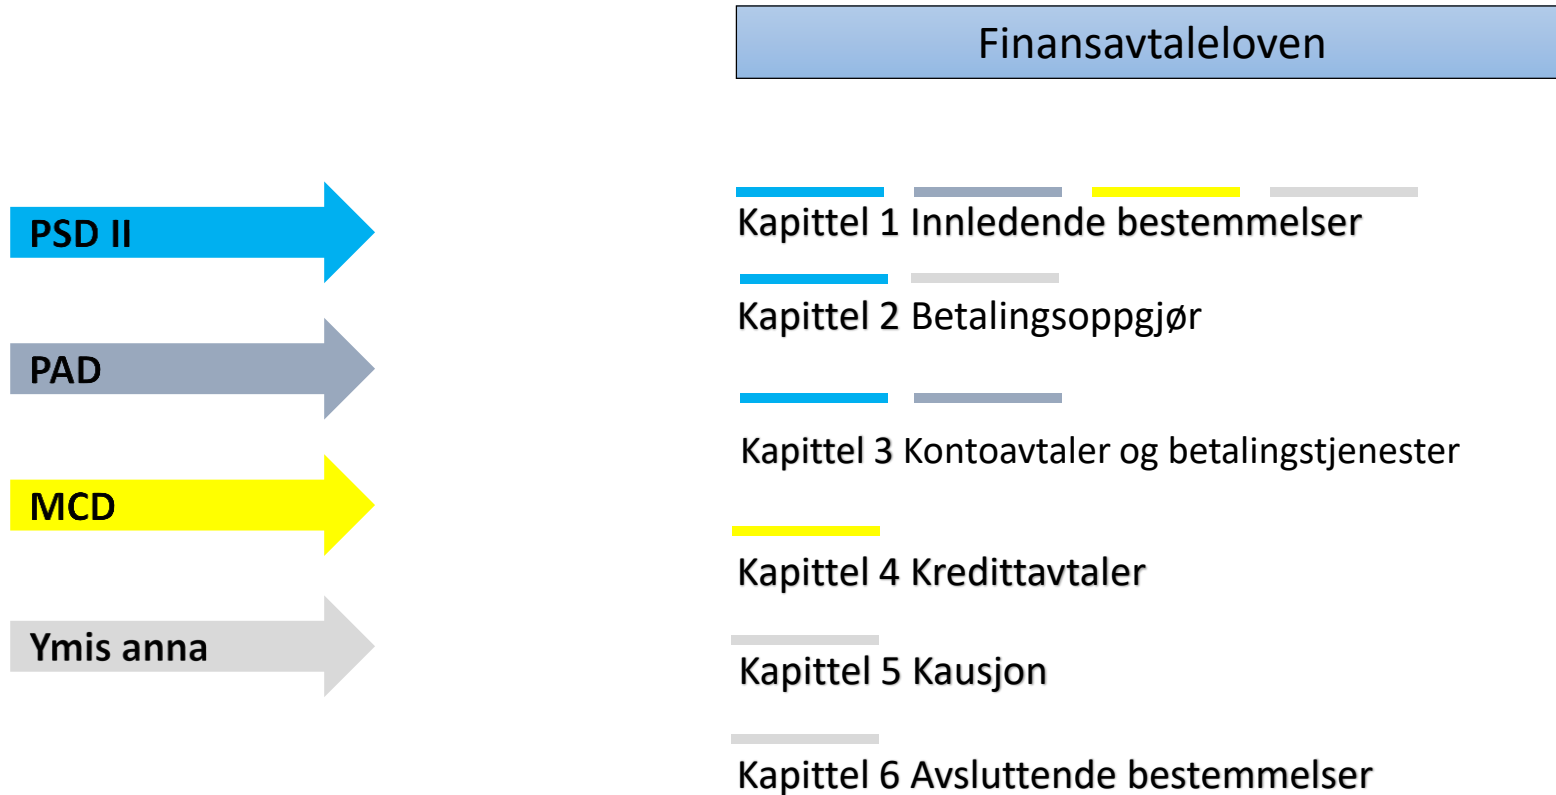 Finansavtaleloven
PSD II
PAD
MCD
Ymis anna
Kapittel 1 Innledende bestemmelser
Kapittel 2 Betalingsoppgjør
Kapittel 3 Kontoavtaler og betalingstjenester
Kapittel 4 Kredittavtaler
Kapittel 5 Kausjon
Kapittel 6 Avsluttende bestemmelser